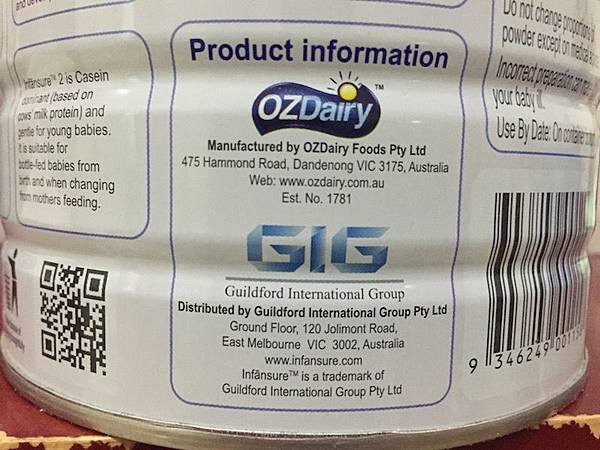 Infänsure™ 2 is Casein
dominant (based on
cows' milk protein) and
gentle for young babies.
It is suitable for
bottle-fed babies from
birth and when changing
from mothers feeding.
Product information
OZDairy™
Manufactured by OZDairy Foods Pty Ltd
475 Hammond Road, Dandenong VIC 3175, Australia
Web: www.ozdairy.com.au
Est. No. 1781
GIG
Guildford International Group
Distributed by Guildford International Group Pty Ltd
Ground Floor, 120 Jolimont Road,
East Melbourne VIC 3002, Australia
www.infansure.com
Infänsure™ is a trademark of
Guildford International Group Pty Ltd
Do not change proportions
powder except on medical
Incorrect preparation can
your baby ill.
Use By Date: On container
9 346249 001